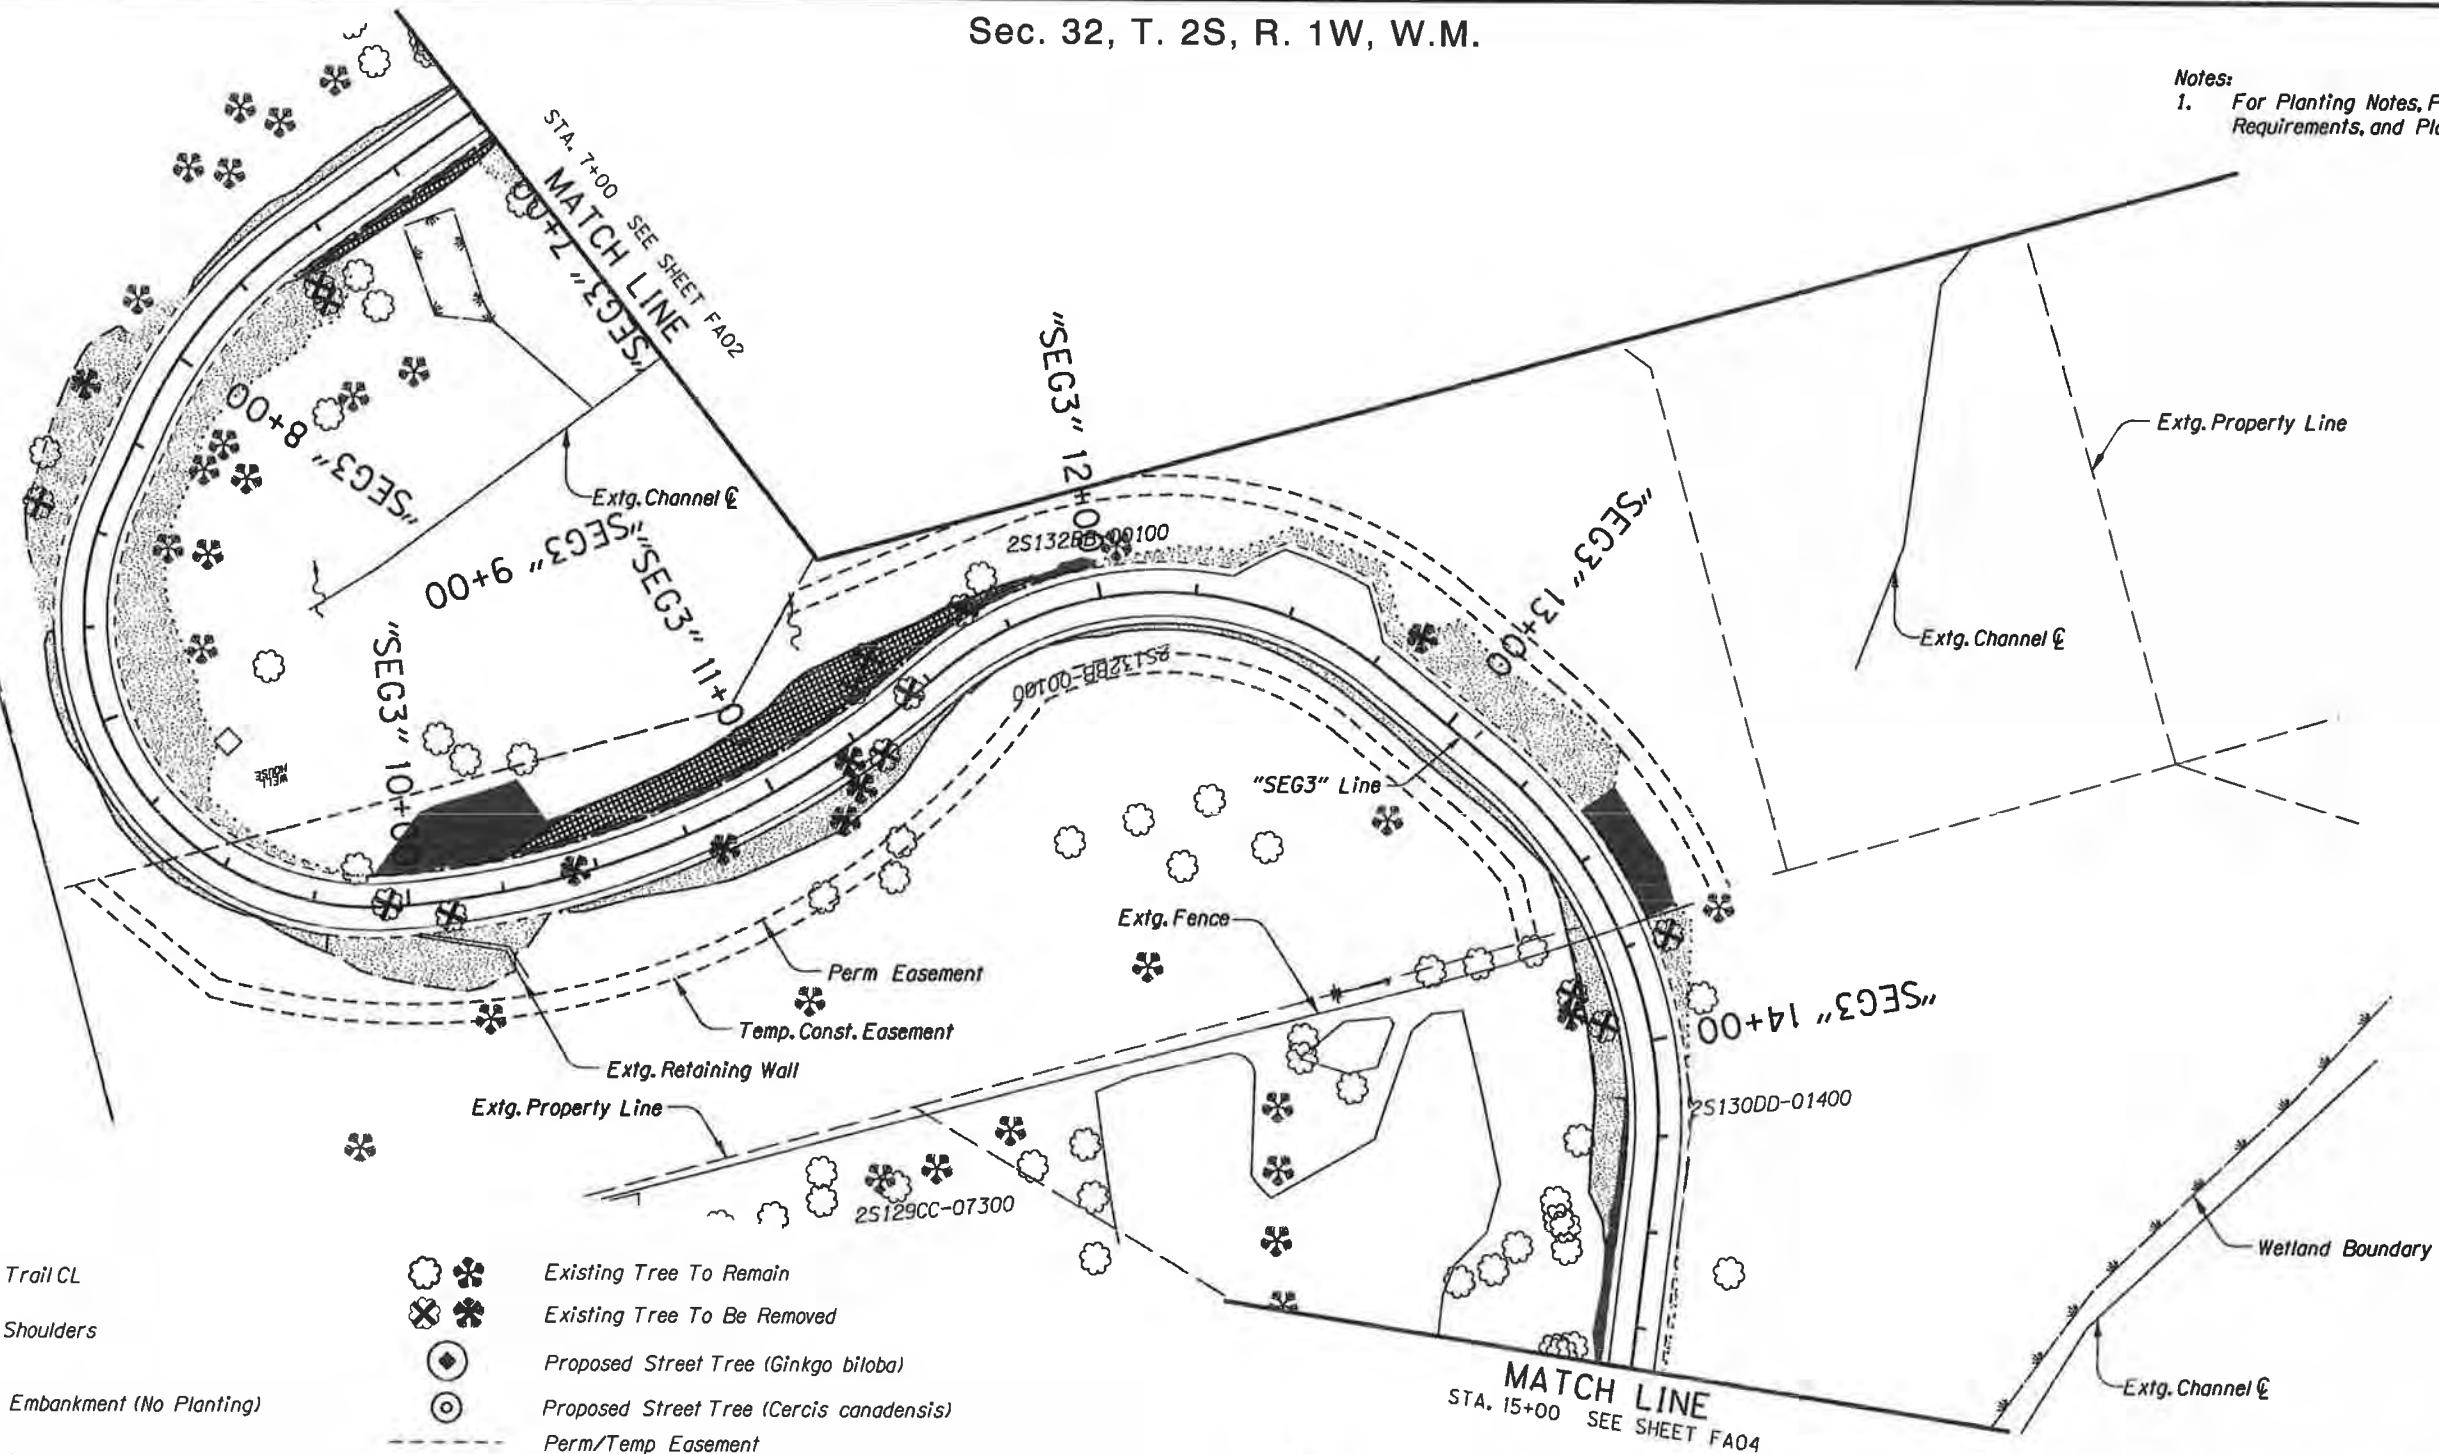 Sec. 32, T. 2S, R. 1W, W.M.
Notes:
1. For Planting Notes,
Requirements, and
STA. 7+00 SEE SHEET FA02
MATCH LINE
"SEG3" 7+00
"SEG3" 8+00
"SEG3" 9+00
"SEG3" 10+0
"SEG3" 11+0
"SEG3" 12+00
"SEG3" 13+00
"SEG3" 14+00
Extg. Channel ℄
2S132BB-00100
2S132BB-00100
Extg. Property Line
Extg. Channel ℄
WELL
HOUSE
"SEG3" Line
Extg. Fence
Perm Easement
Temp. Const. Easement
Extg. Retaining Wall
Extg. Property Line
2S130DD-01400
2S129CC-07300
Wetland Boundary
Extg. Channel ℄
MATCH LINE
STA. 15+00 SEE SHEET FA04
Trail CL
Shoulders
Embankment (No Planting)
Existing Tree To Remain
Existing Tree To Be Removed
Proposed Street Tree (Ginkgo biloba)
Proposed Street Tree (Cercis canadensis)
Perm/Temp Easement